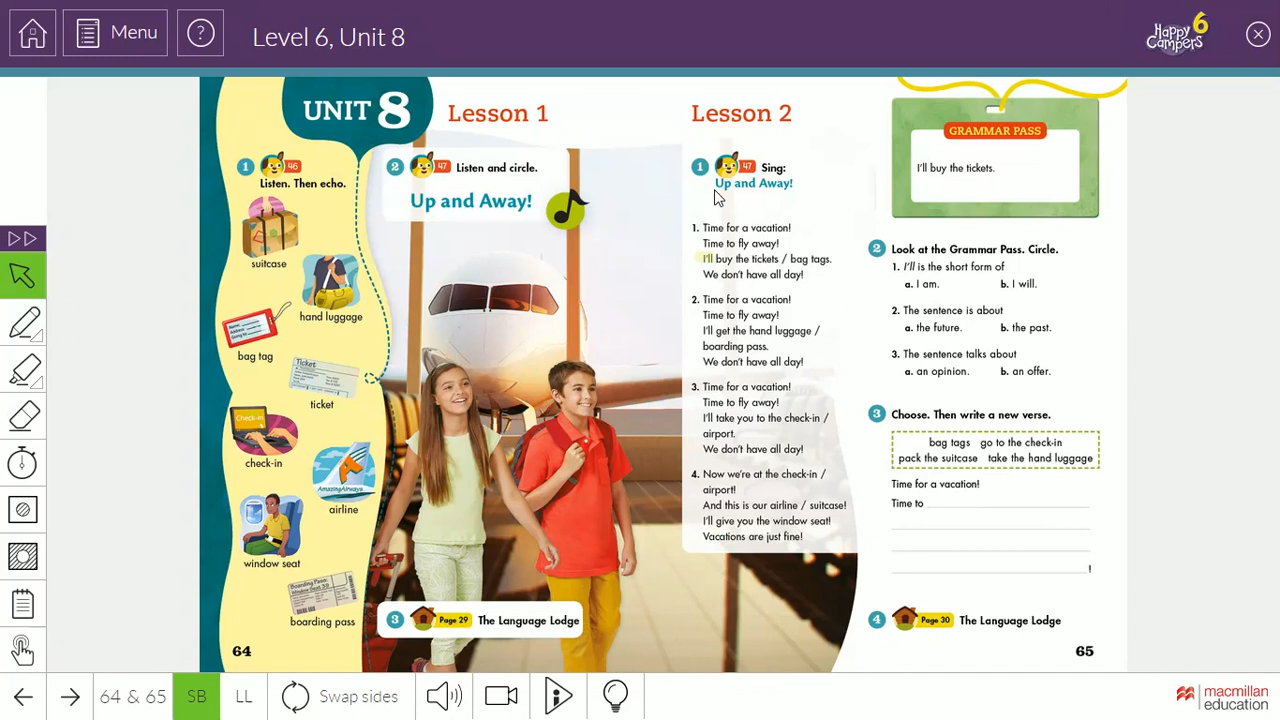 Menu
?
Level 6, Unit 8
Happy Campers 6
UNIT 8
Lesson 1
Lesson 2
1 46
Listen. Then echo.
suitcase
hand luggage
bag tag
Ticket
ticket
Check-in
check-in
AmazingAirways
airline
window seat
Boarding Pass:
Window Seat 20
boarding pass
64
2 47 Listen and circle.
Up and Away!
3 Page 29 The Language Lodge
1 47 Sing:
Up and Away!
1. Time for a vacation!
Time to fly away!
I'll buy the tickets / bag tags.
We don't have all day!
2. Time for a vacation!
Time to fly away!
I'll get the hand luggage /
boarding pass.
We don't have all day!
3. Time for a vacation!
Time to fly away!
I'll take you to the check-in /
airport.
We don't have all day!
4. Now we're at the check-in /
airport!
And this is our airline / suitcase!
I'll give you the window seat!
Vacations are just fine!
GRAMMAR PASS
I'll buy the tickets.
2 Look at the Grammar Pass. Circle.
1. I'll is the short form of
a. I am. b. I will.
2. The sentence is about
a. the future. b. the past.
3. The sentence talks about
a. an opinion. b. an offer.
3 Choose. Then write a new verse.
bag tags go to the check-in
pack the suitcase take the hand luggage
Time for a vacation!
Time to
!
4 Page 30 The Language Lodge
65
64 & 65
SB
LL
Swap sides
macmillan
education